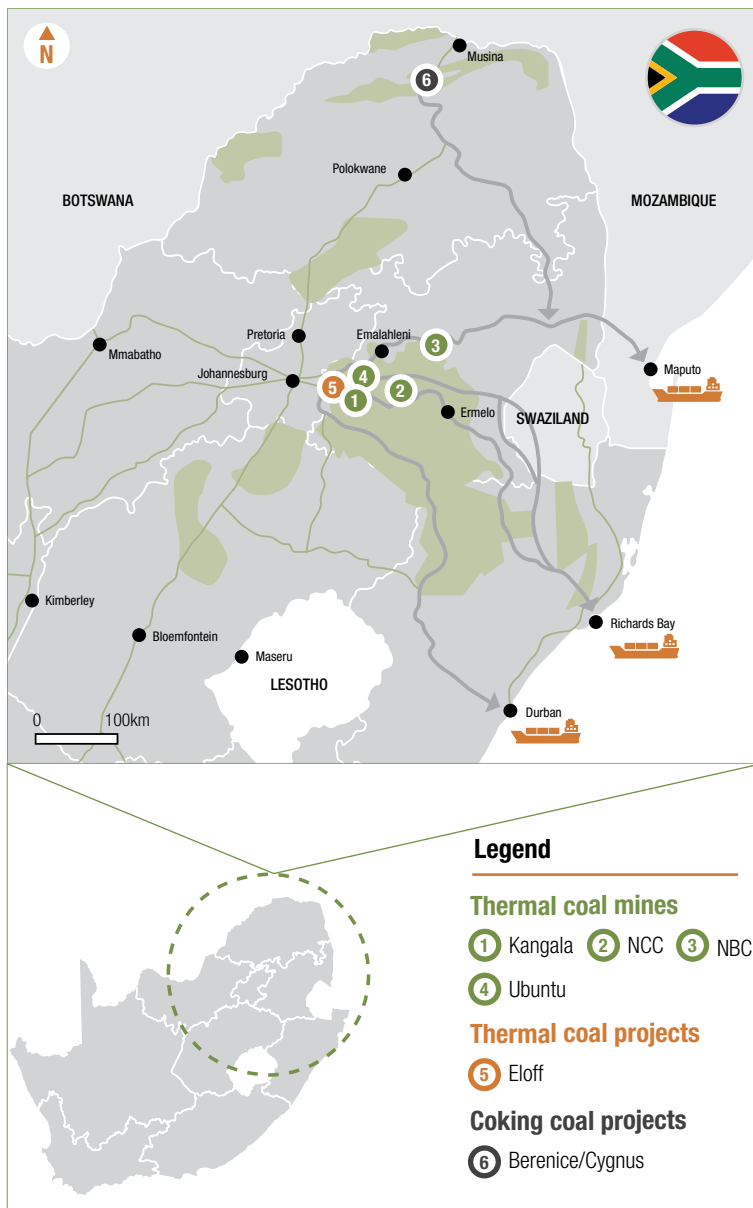 N
Musina
6
Polokwane
BOTSWANA
MOZAMBIQUE
Pretoria
Emalahleni
3
Mmabatho
Johannesburg
4
5
2
1
Maputo
Ermelo
SWAZILAND
Kimberley
Richards Bay
Bloemfontein
Maseru
LESOTHO
Durban
0 100km
Legend
Thermal coal mines
1 Kangala 2 NCC 3 NBC
4 Ubuntu
Thermal coal projects
5 Eloff
Coking coal projects
6 Berenice/Cygnus